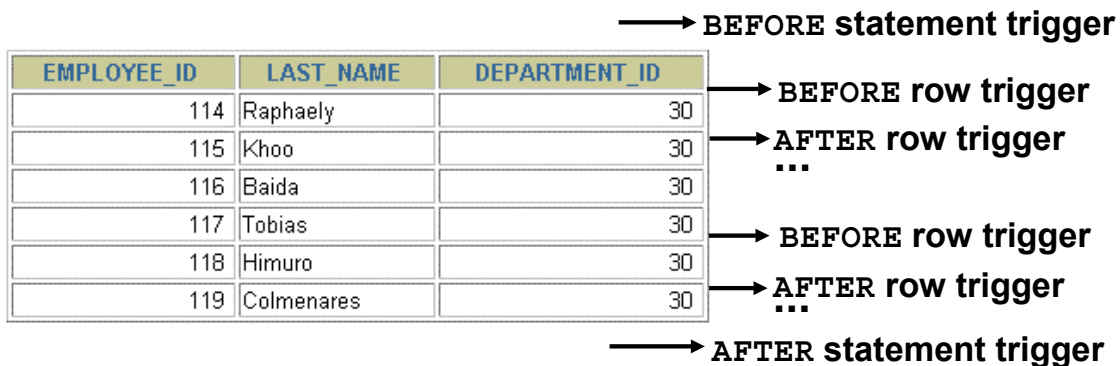 BEFORE statement trigger
EMPLOYEE_ID LAST_NAME DEPARTMENT_ID
114 Raphaely 30
BEFORE row trigger
115 Khoo 30
AFTER row trigger
...
116 Baida 30
117 Tobias 30
BEFORE row trigger
118 Himuro 30
119 Colmenares 30
AFTER row trigger
...
AFTER statement trigger